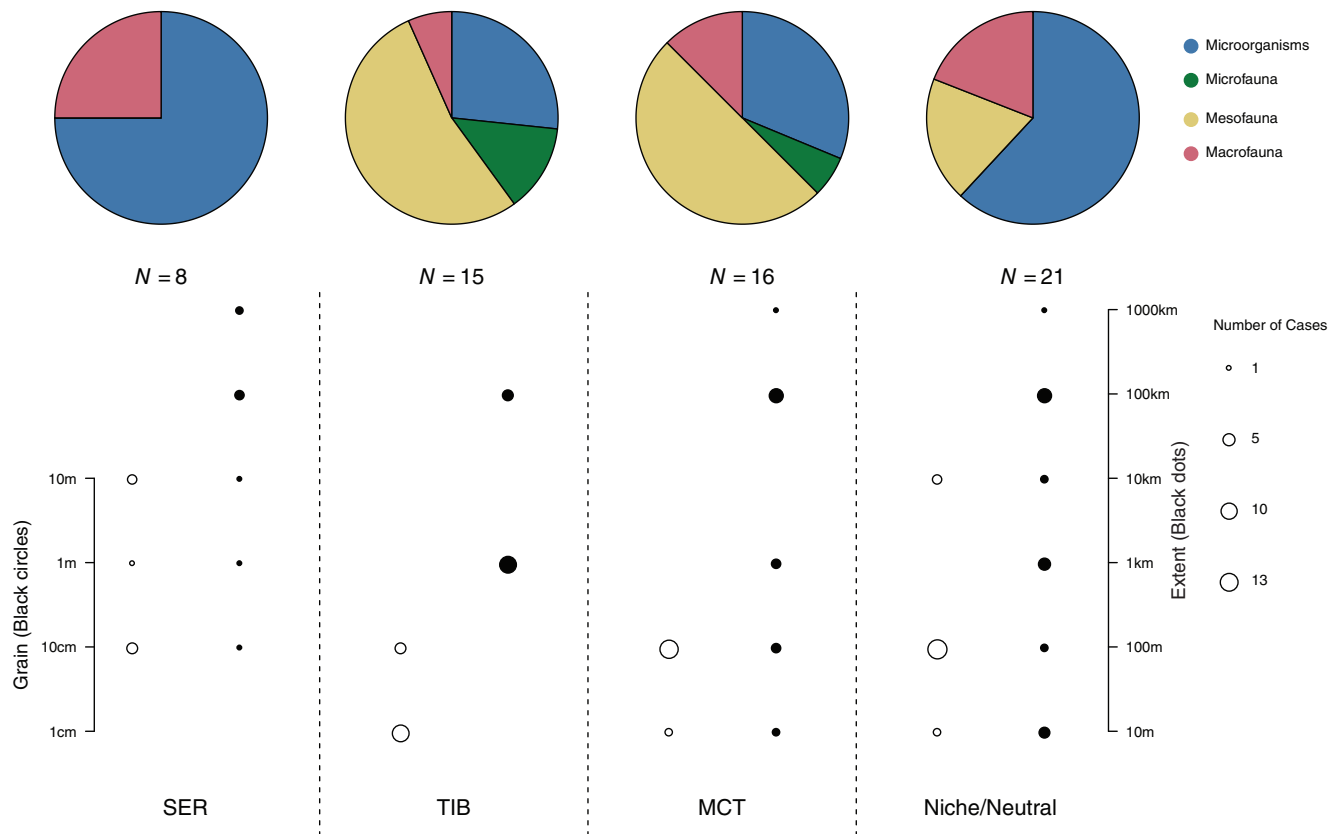 Microorganisms
Microfauna
Mesofauna
Macrofauna
N = 8
N = 15
N = 16
N = 21
Grain (Black circles)
10m
1m
10cm
1cm
1000km
100km
10km
1km
100m
10m
Extent (Black dots)
Number of Cases
1
5
10
13
SER
TIB
MCT
Niche/Neutral